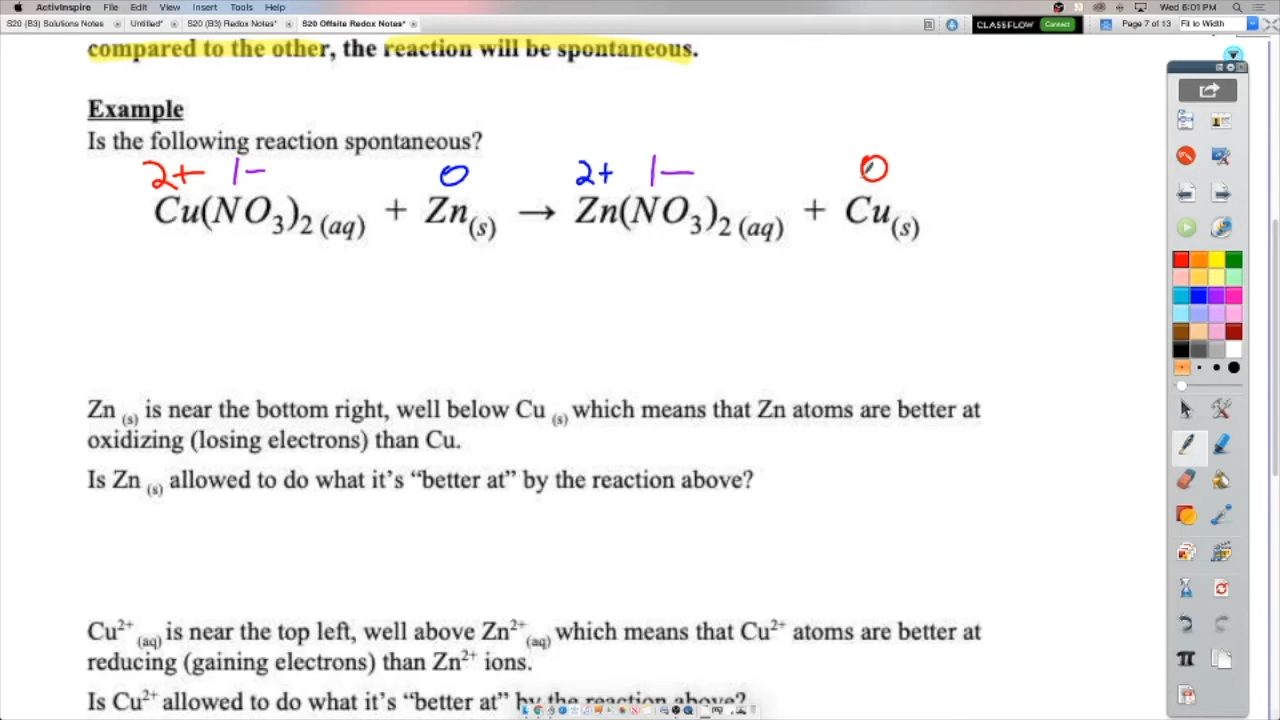 ActivInspire File Edit View Insert Tools Help Wed 6:01 PM
S20 (B3) Solutions Notes Untitled* S20 (B3) Redox Notes* S20 Offsite Redox Notes* CLASSFLOW Connect Page 7 of 13 Fit to Width
compared to the other, the reaction will be spontaneous.
Example
Is the following reaction spontaneous?
2+ 1- 0 2+ 1- 0
Cu(NO₃)₂ (aq) + Zn(s) → Zn(NO₃)₂ (aq) + Cu(s)
Zn (s) is near the bottom right, well below Cu (s) which means that Zn atoms are better at
oxidizing (losing electrons) than Cu.
Is Zn (s) allowed to do what it's “better at” by the reaction above?
Cu²⁺ (aq) is near the top left, well above Zn²⁺ (aq) which means that Cu²⁺ atoms are better at
reducing (gaining electrons) than Zn²⁺ ions.
Is Cu²⁺ allowed to do what it's “better at” by the reaction above?